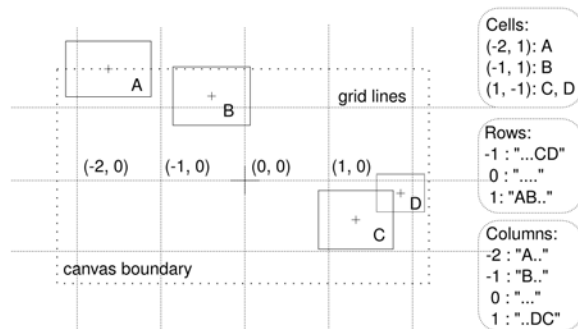 A
B
grid lines
(-2, 0) (-1, 0) (0, 0) (1, 0)
D
C
canvas boundary
Cells:
(-2, 1): A
(-1, 1): B
(1, -1): C, D
Rows:
-1 : "...CD"
0 : "...."
1: "AB.."
Columns:
-2 : "A.."
-1 : "B.."
0 : "..."
1 : "..DC"